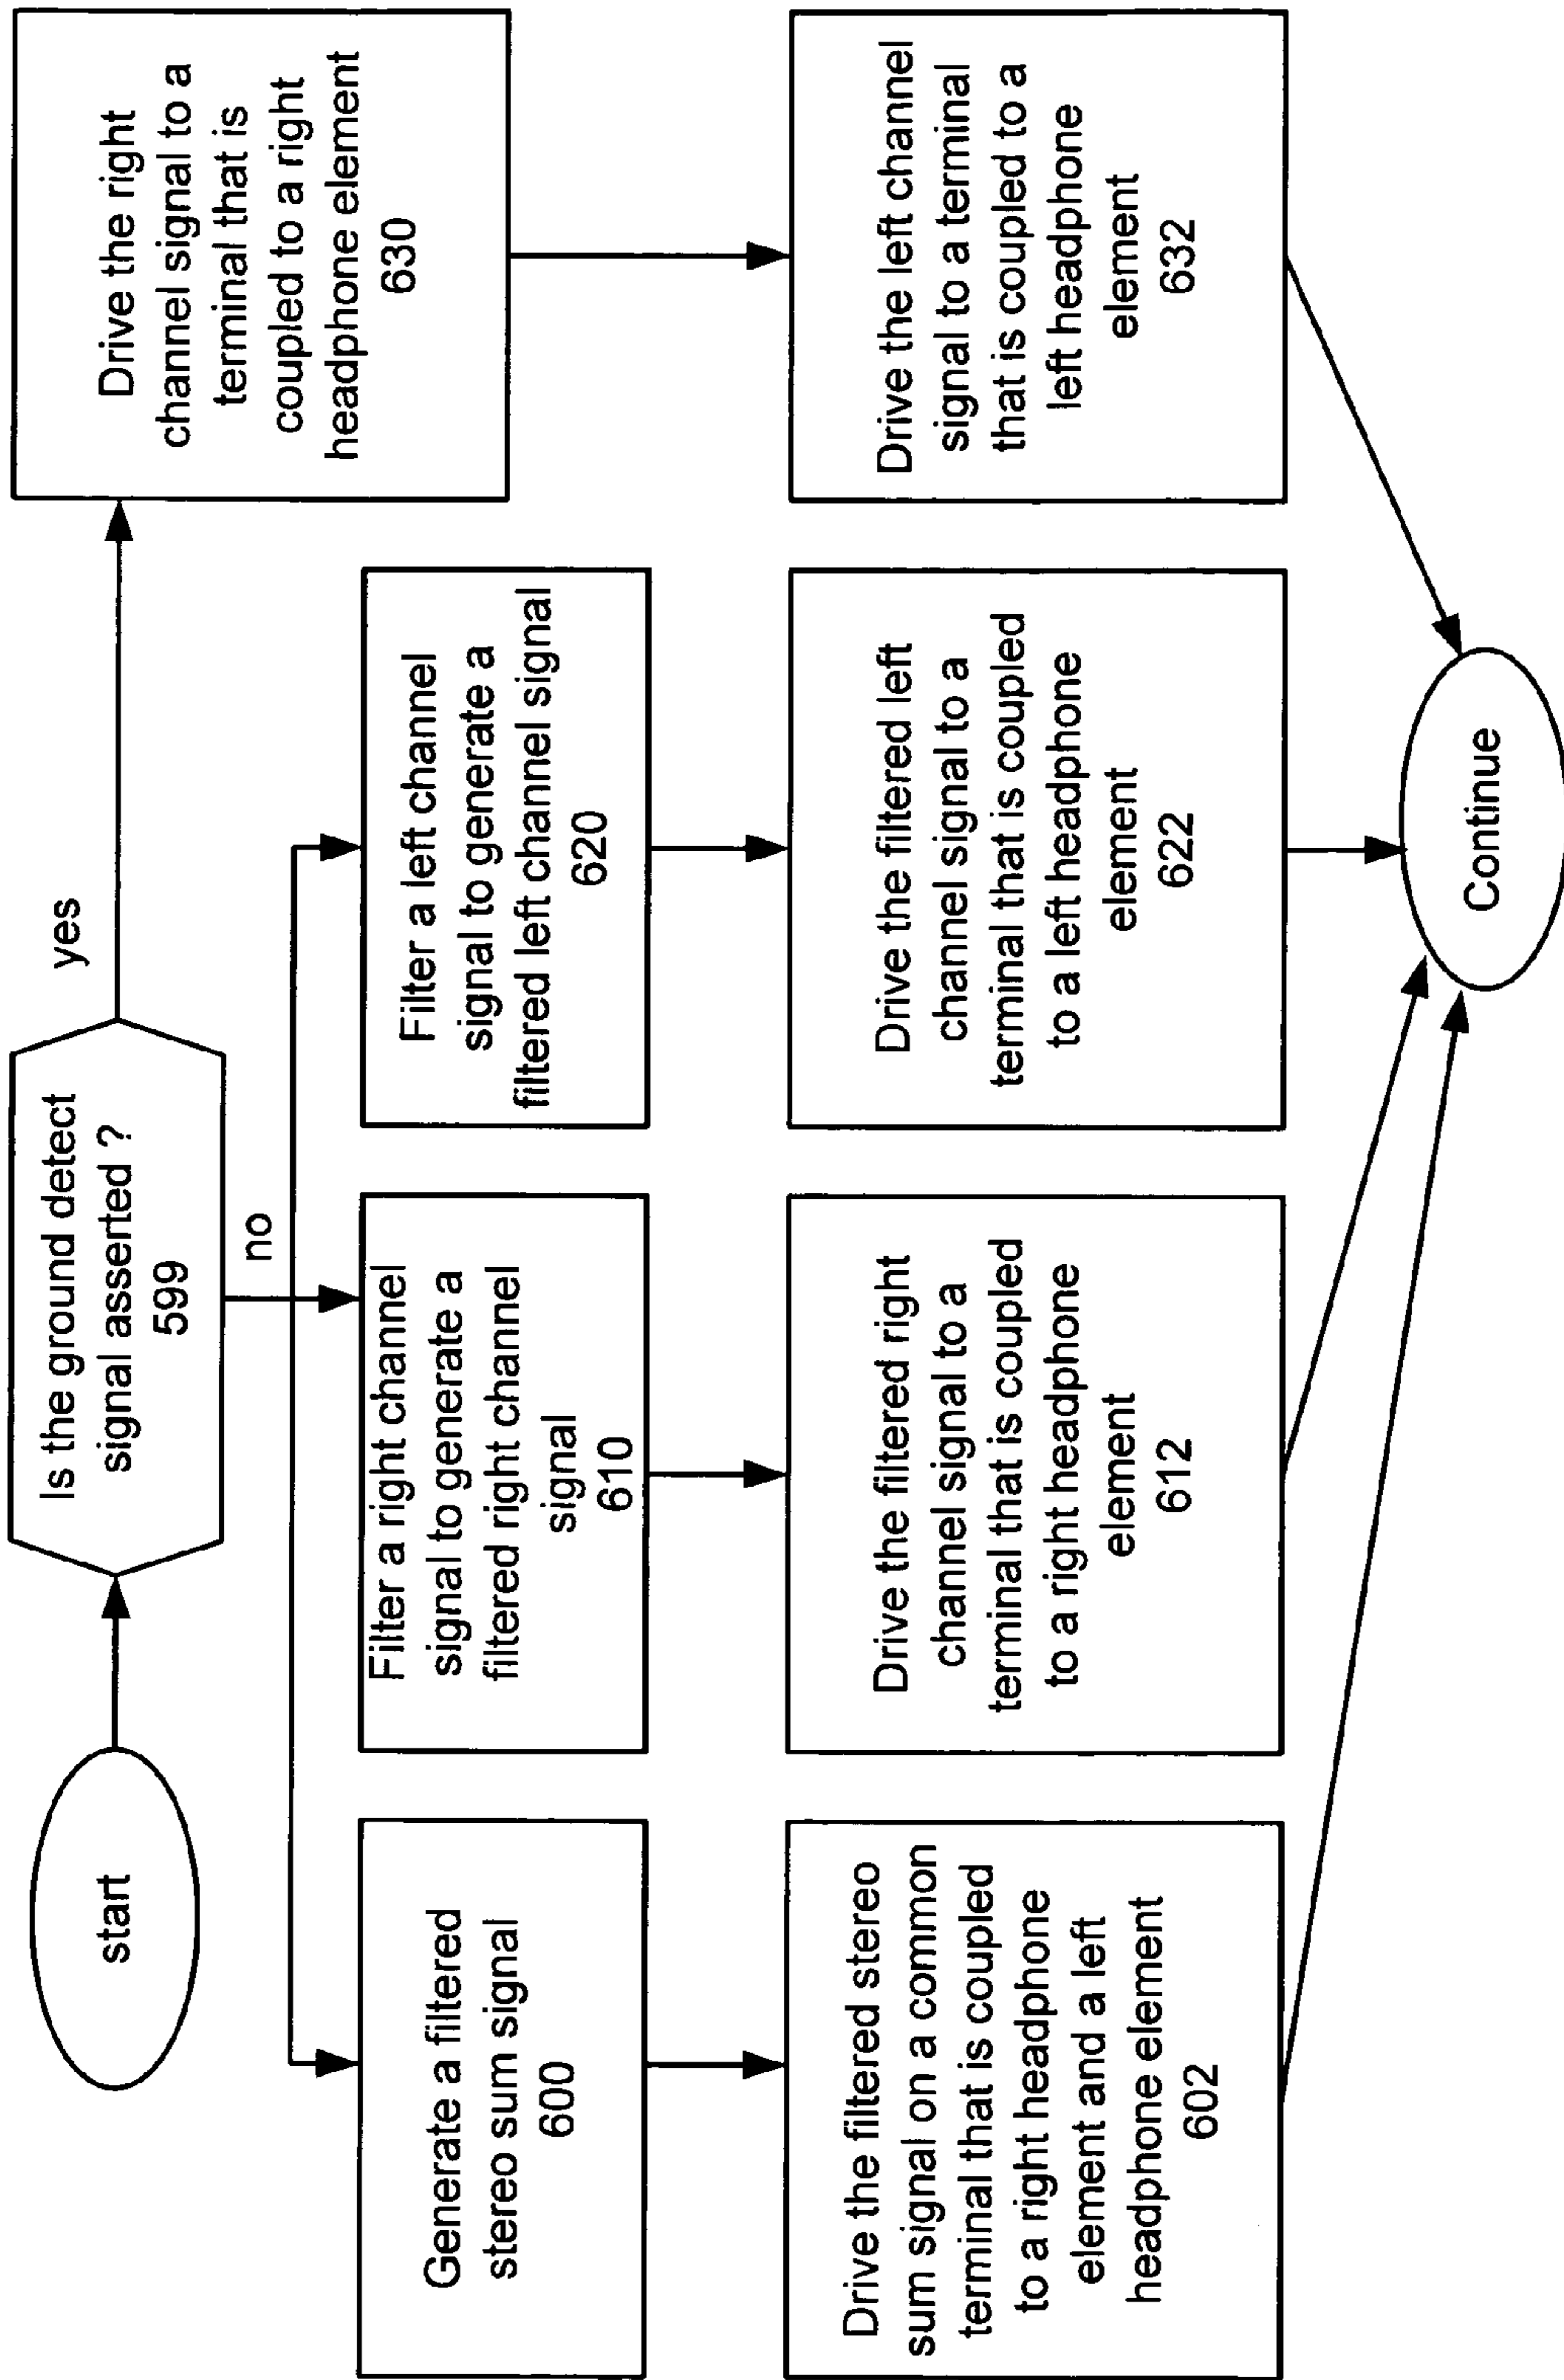 start
Is the ground detect
signal asserted ?
599
yes
no
Drive the right
channel signal to a
terminal that is
coupled to a right
headphone element
630
Generate a filtered
stereo sum signal
600
Filter a right channel
signal to generate a
filtered right channel
signal
610
Filter a left channel
signal to generate a
filtered left channel signal
620
Drive the filtered stereo
sum signal on a common
terminal that is coupled
to a right headphone
element and a left
headphone element
602
Drive the filtered right
channel signal to a
terminal that is coupled
to a right headphone
element
612
Drive the filtered left
channel signal to a
terminal that is coupled
to a left headphone
element
622
Drive the left channel
signal to a terminal
that is coupled to a
left headphone
element
632
Continue